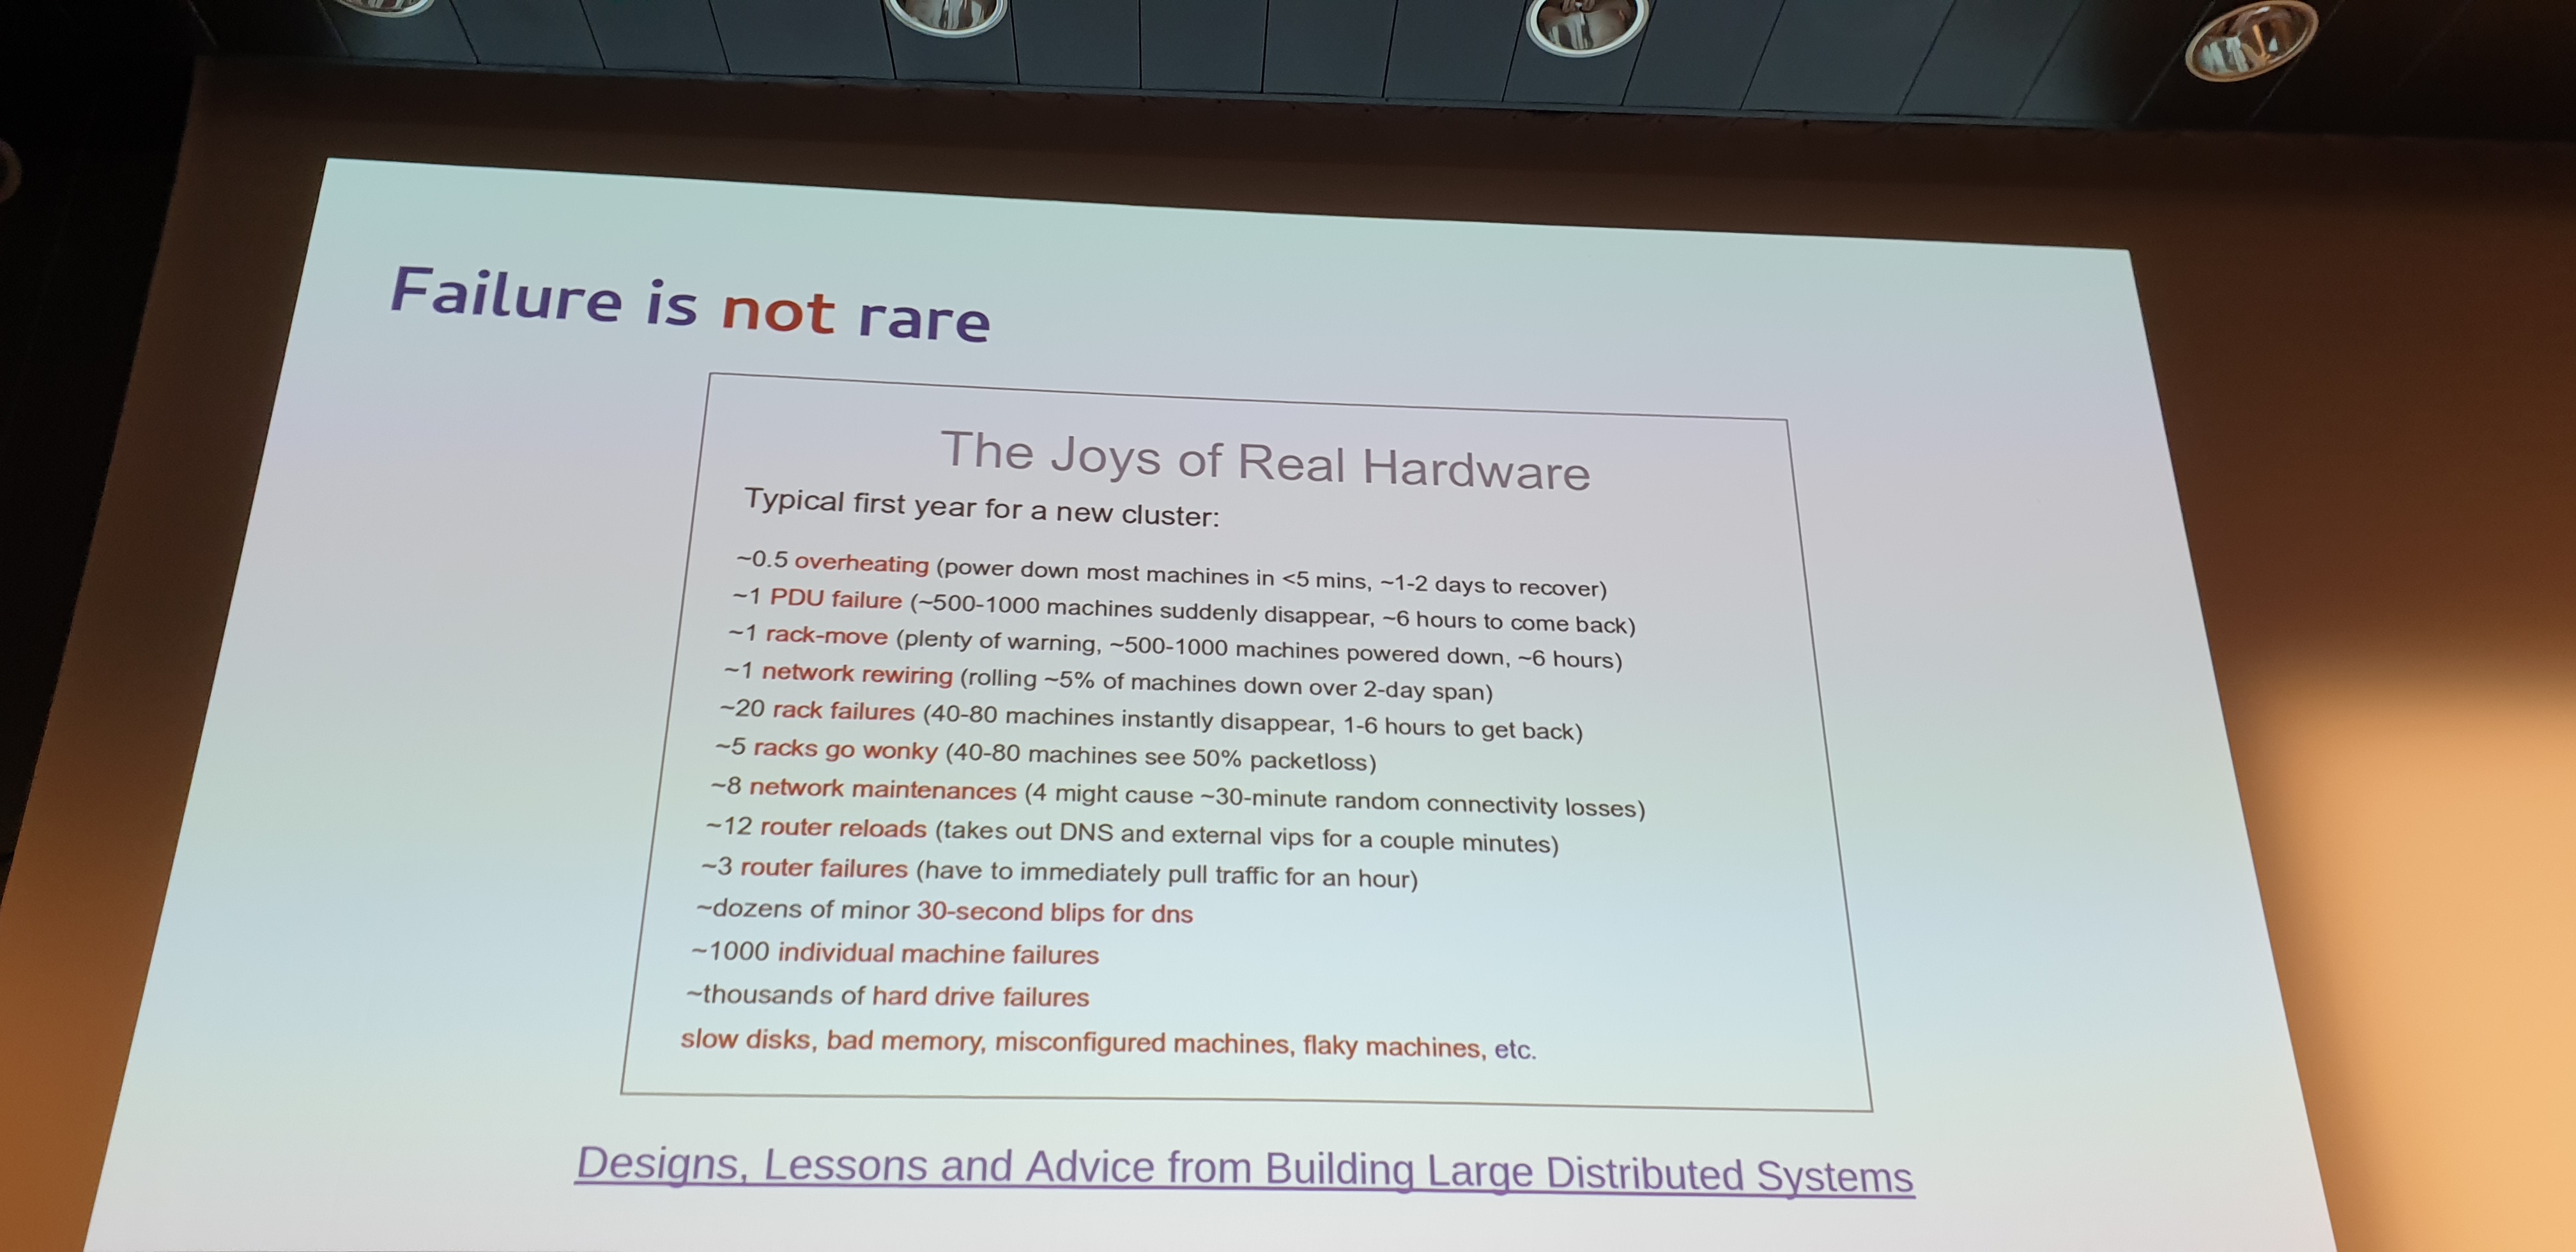 Failure is not rare
The Joys of Real Hardware
Typical first year for a new cluster:
~0.5 overheating (power down most machines in <5 mins, ~1-2 days to recover)
~1 PDU failure (~500-1000 machines suddenly disappear, ~6 hours to come back)
~1 rack-move (plenty of warning, ~500-1000 machines powered down, ~6 hours)
~1 network rewiring (rolling ~5% of machines down over 2-day span)
~20 rack failures (40-80 machines instantly disappear, 1-6 hours to get back)
~5 racks go wonky (40-80 machines see 50% packetloss)
~8 network maintenances (4 might cause ~30-minute random connectivity losses)
~12 router reloads (takes out DNS and external vips for a couple minutes)
~3 router failures (have to immediately pull traffic for an hour)
~dozens of minor 30-second blips for dns
~1000 individual machine failures
~thousands of hard drive failures
slow disks, bad memory, misconfigured machines, flaky machines, etc.
Designs, Lessons and Advice from Building Large Distributed Systems